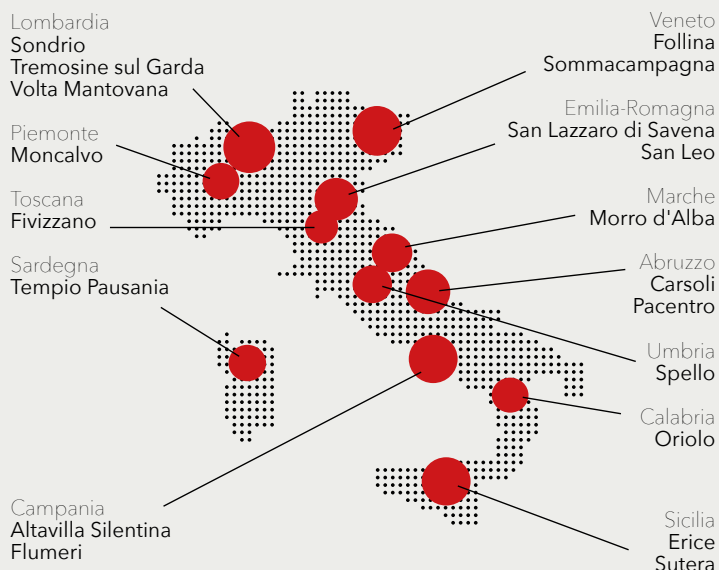 Lombardia
Sondrio
Tremosine sul Garda
Volta Mantovana
Piemonte
Moncalvo
Toscana
Fivizzano
Sardegna
Tempio Pausania
Campania
Altavilla Silentina
Flumeri
Veneto
Follina
Sommacampagna
Emilia-Romagna
San Lazzaro di Savena
San Leo
Marche
Morro d'Alba
Abruzzo
Carsoli
Pacentro
Umbria
Spello
Calabria
Oriolo
Sicilia
Erice
Sutera